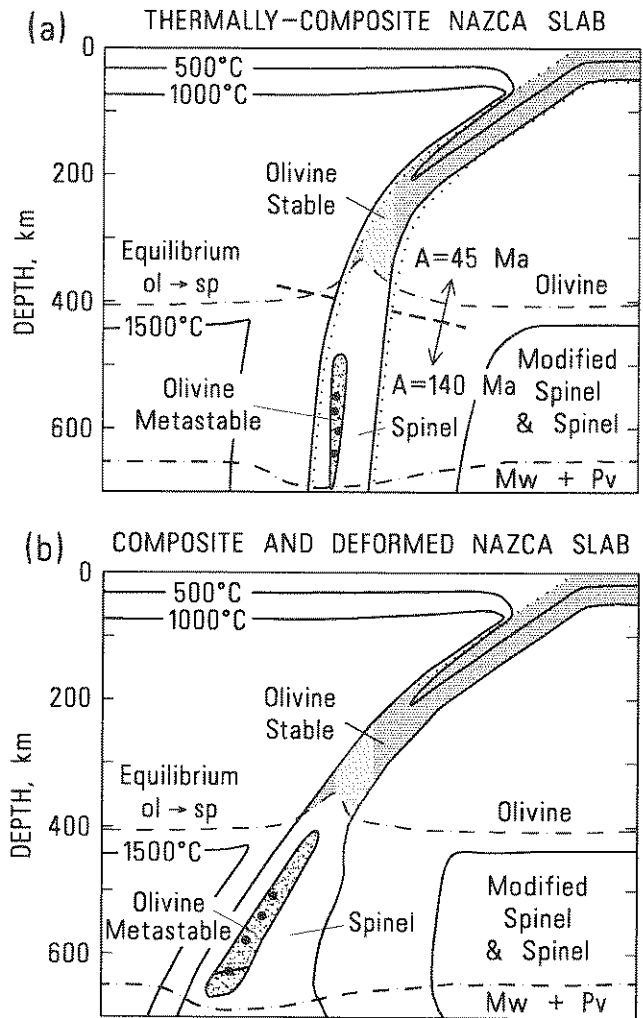 (a) THERMALLY-COMPOSITE NAZCA SLAB
0
500°C
1000°C
200
Olivine
Stable
Equilibrium
ol → sp
A=45 Ma
Olivine
400
1500°C
DEPTH, km
A=140 Ma
Modified
Spinel
& Spinel
Olivine
Metastable
Spinel
600
Mw + Pv
(b) COMPOSITE AND DEFORMED NAZCA SLAB
0
500°C
1000°C
200
Olivine
Stable
Equilibrium
ol → sp
Olivine
400
1500°C
DEPTH, km
Modified
Spinel
& Spinel
Olivine
Metastable
Spinel
600
Mw + Pv